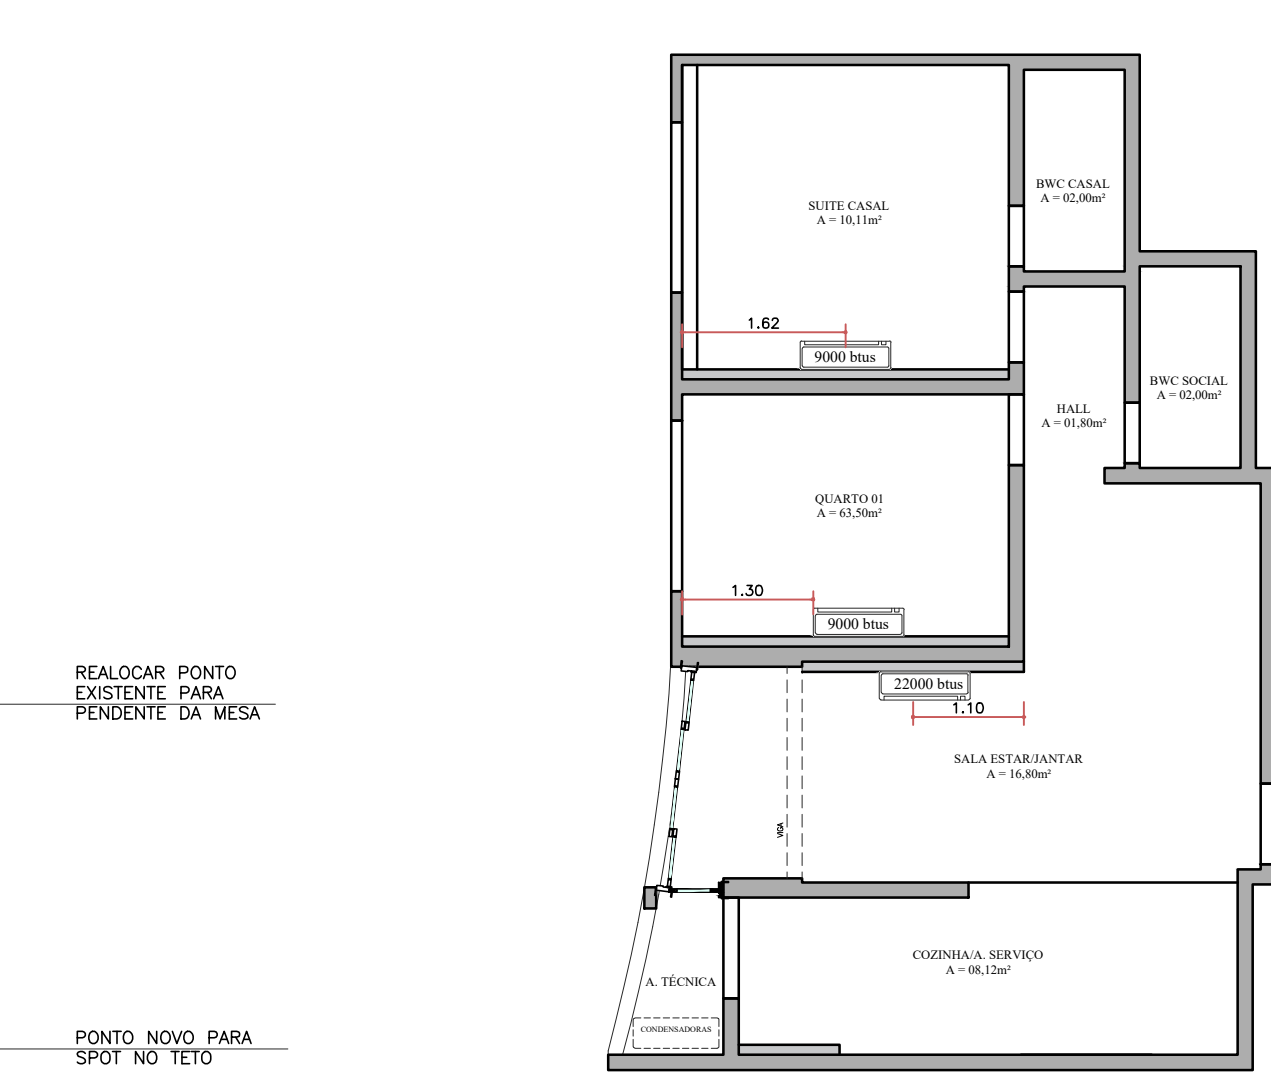 BWC CASAL
A = 02,00m²
SUITE CASAL
A = 10,11m²
1.62
9000 btus
BWC SOCIAL
A = 02,00m²
HALL
A = 01,80m²
QUARTO 01
A = 63,50m²
1.30
9000 btus
REALOCAR PONTO
EXISTENTE PARA
PENDENTE DA MESA
22000 btus
1.10
SALA ESTAR/JANTAR
A = 16,80m²
VIGA
COZINHA/A. SERVIÇO
A = 08,12m²
A. TÉCNICA
CONDENSADORAS
PONTO NOVO PARA
SPOT NO TETO